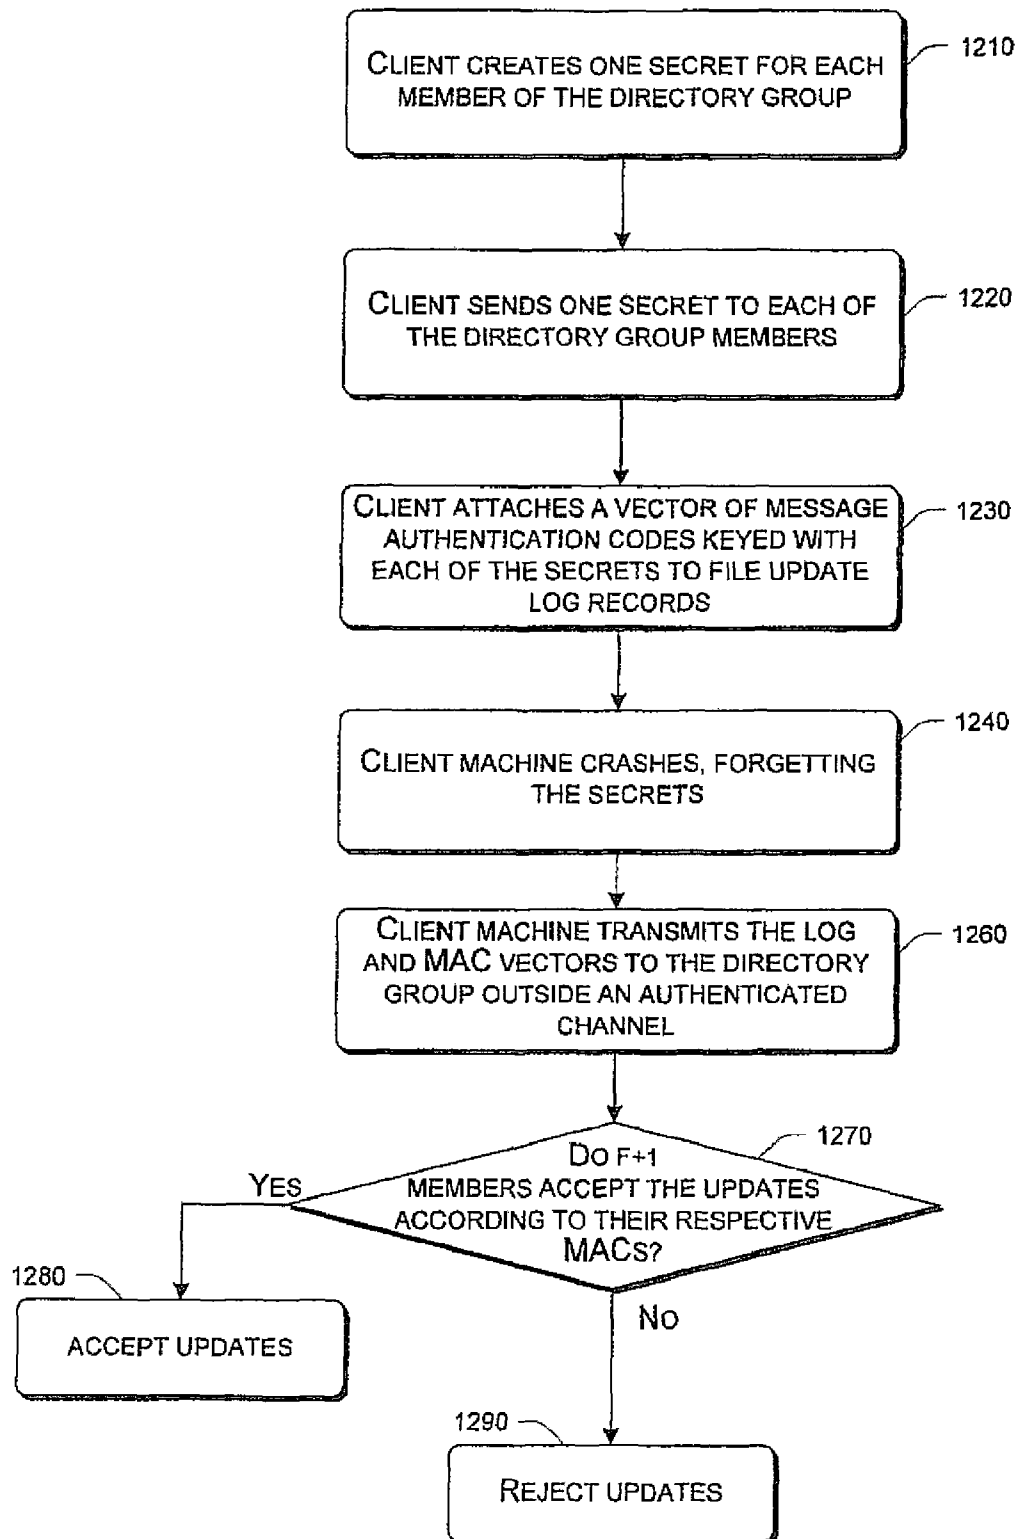 1210
CLIENT CREATES ONE SECRET FOR EACH
MEMBER OF THE DIRECTORY GROUP
1220
CLIENT SENDS ONE SECRET TO EACH OF
THE DIRECTORY GROUP MEMBERS
1230
CLIENT ATTACHES A VECTOR OF MESSAGE
AUTHENTICATION CODES KEYED WITH
EACH OF THE SECRETS TO FILE UPDATE
LOG RECORDS
1240
CLIENT MACHINE CRASHES, FORGETTING
THE SECRETS
1260
CLIENT MACHINE TRANSMITS THE LOG
AND MAC VECTORS TO THE DIRECTORY
GROUP OUTSIDE AN AUTHENTICATED
CHANNEL
1270
DO F+1
MEMBERS ACCEPT THE UPDATES
ACCORDING TO THEIR RESPECTIVE
MACS?
YES
1280
ACCEPT UPDATES
NO
1290
REJECT UPDATES